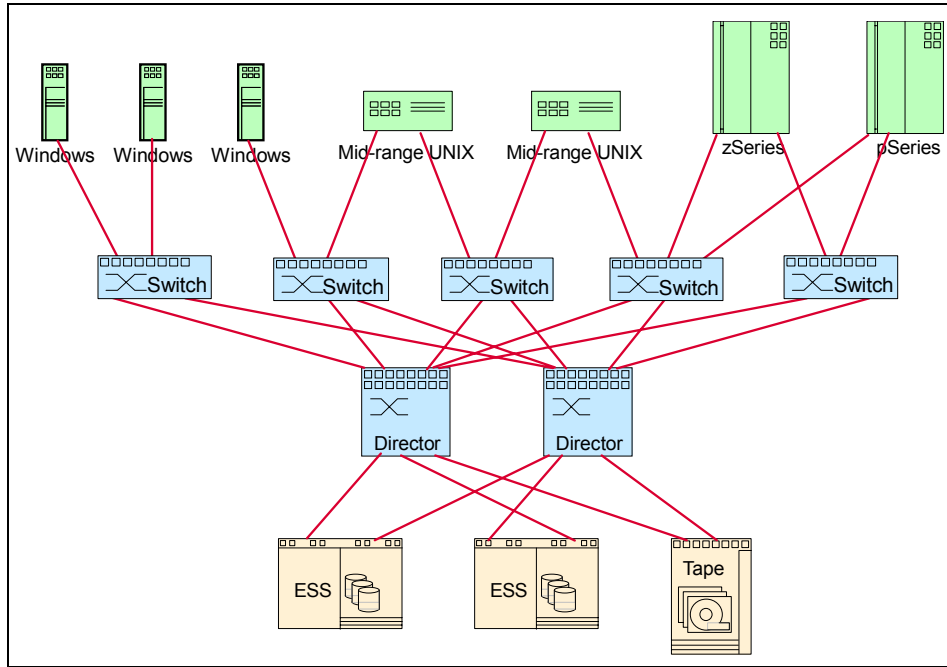 Windows
Windows
Windows
Mid-range UNIX
Mid-range UNIX
zSeries
pSeries
Switch
Switch
Switch
Switch
Switch
Director
Director
ESS
ESS
Tape